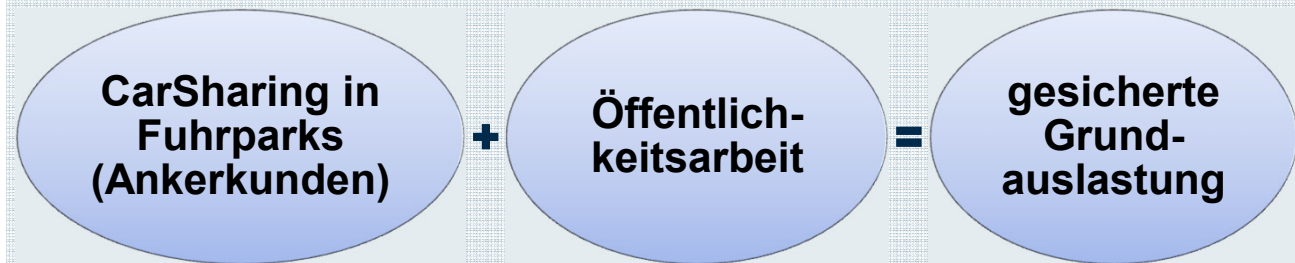 CarSharing in
Fuhrparks
(Ankerkunden)
+
Öffentlich-
keitsarbeit
=
gesicherte
Grund-
auslastung